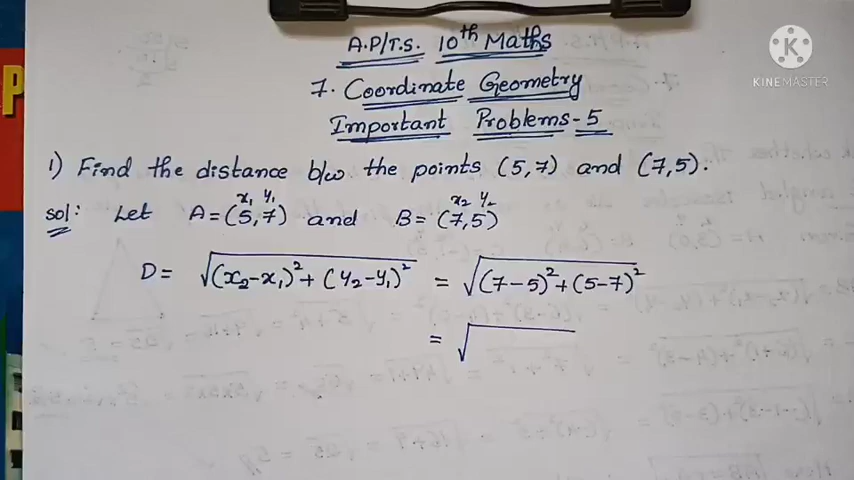 A.P/T.S. 10th Maths
7. Coordinate Geometry
Important Problems-5
1) Find the distance b/w the points (5,7) and (7,5).
x₁ y₁ x₂ y₂
sol: Let A=(5,7) and B=(7,5)
D= √(x₂-x₁)²+(y₂-y₁)² = √(7-5)²+(5-7)²
= √
K
KINEMASTER
P